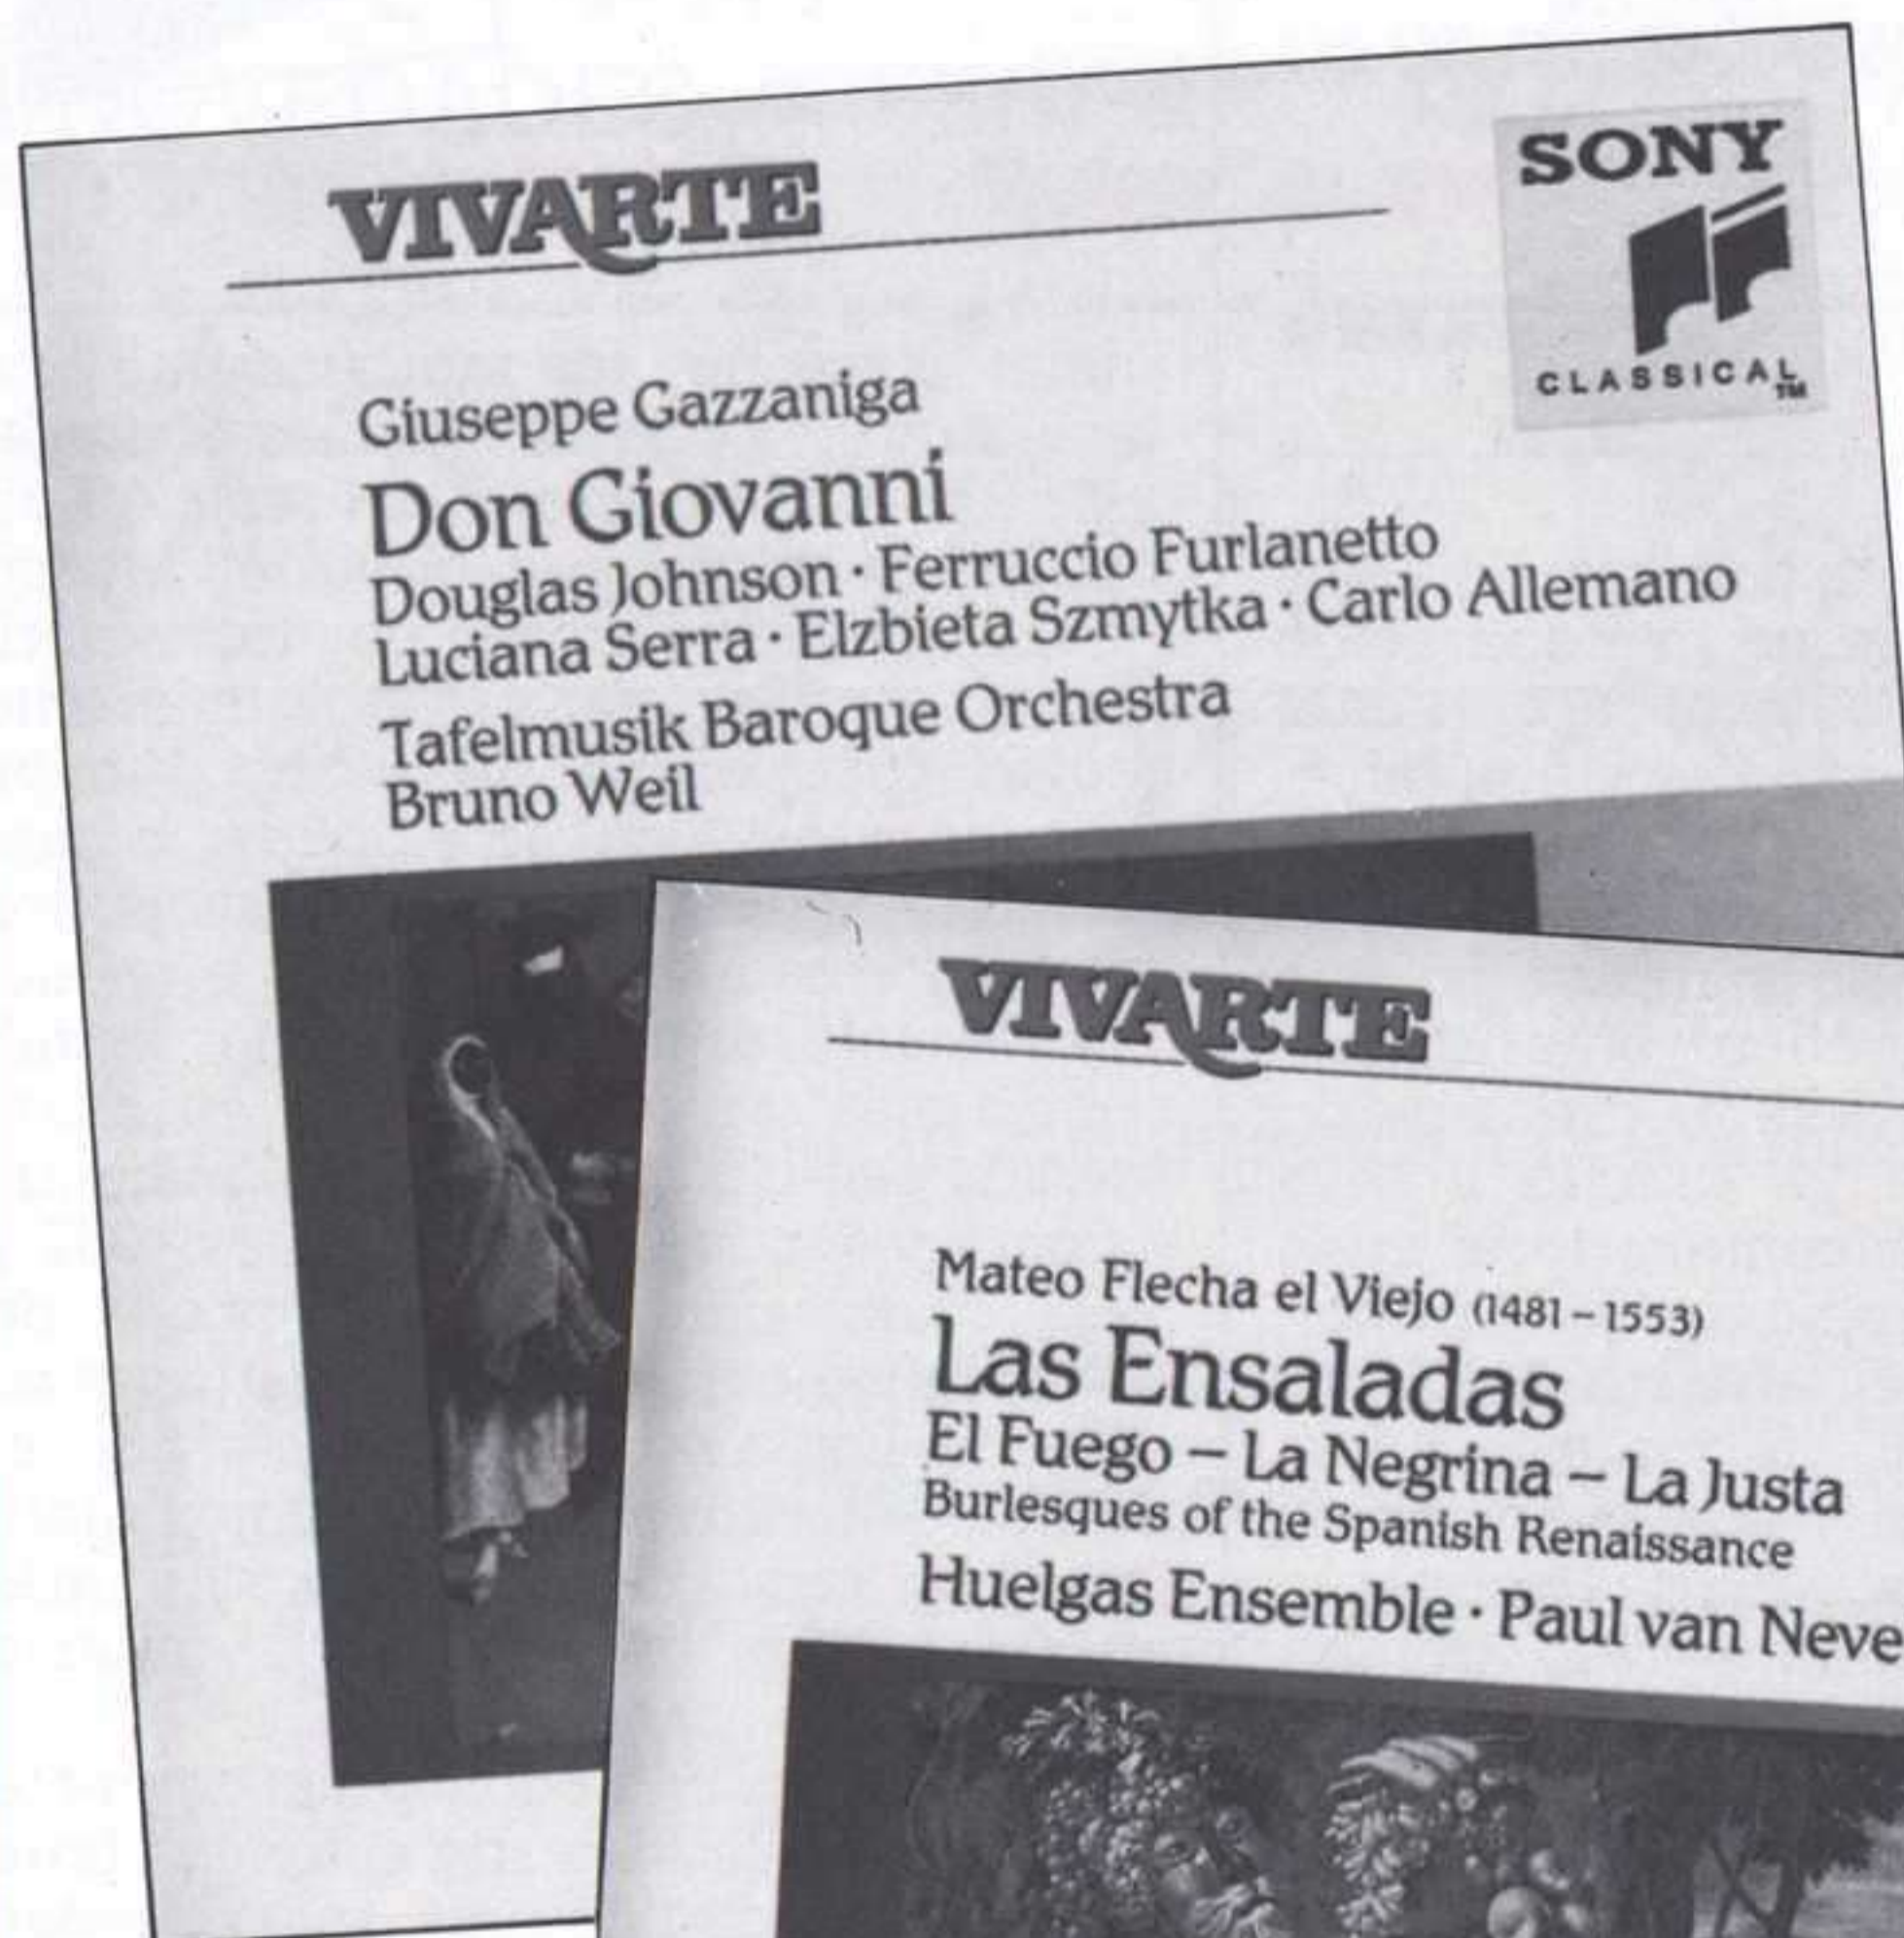 VIVARTE
SONY
CLASSICAL™
Giuseppe Gazzaniga
Don Giovanni
Douglas Johnson · Ferruccio Furlanetto
Luciana Serra · Elzbieta Szmytka · Carlo Allemano
Tafelmusik Baroque Orchestra
Bruno Weil
VIVARTE
Mateo Flecha el Viejo (1481 – 1553)
Las Ensaladas
El Fuego – La Negrina – La Justa
Burlesques of the Spanish Renaissance
Huelgas Ensemble · Paul van Neve